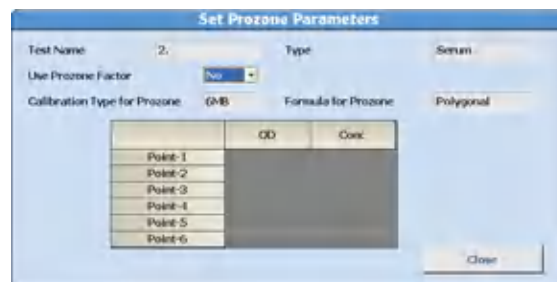 Set Prozone Parameters
Test Name 2. Type Serum
Use Prozone Factor No
Calibration Type for Prozone 6MB Formula for Prozone Polygonal
OD Conc
Point-1
Point-2
Point-3
Point-4
Point-5
Point-6
Close